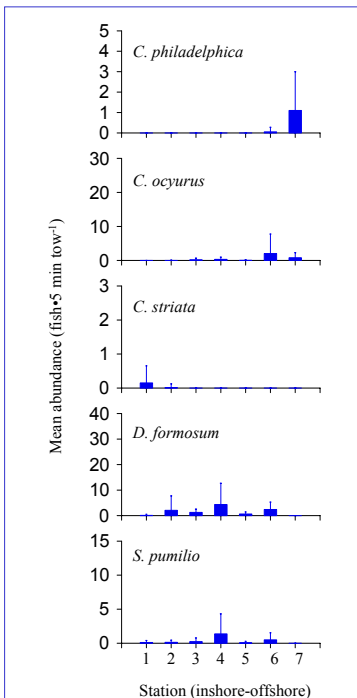 5
4
3
2
1
0
C. philadelphica
30
20
10
0
C. ocyurus
3
2
1
0
C. striata
40
30
20
10
0
D. formosum
15
10
5
0
S. pumilio
Mean abundance (fish•5 min tow-1)
1 2 3 4 5 6 7
Station (inshore-offshore)